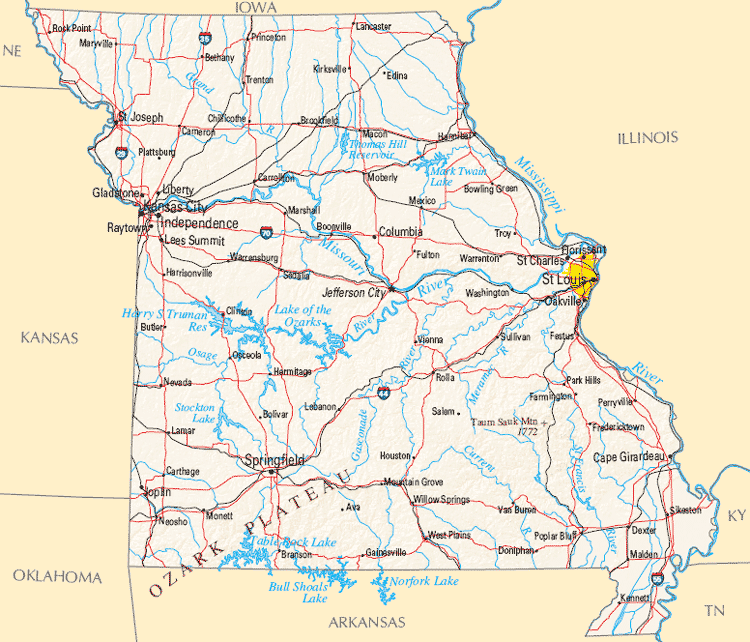 IOWA
Rock Point
Lancaster
Maryville
35
Princeton
NE
Bethany
Kirksville
Edina
Trenton
Grand
St Joseph
Chillicothe
R
Brookfield
Cameron
Macon
Hannibal
ILLINOIS
Thomas Hill
Reservoir
Plattsburg
Mississippi
Mark Twain
Lake
Carrollton
Moberly
Gladstone
Liberty
Bowling Green
Kansas City
Mexico
Marshall
Independence
Raytown
Boonville
Columbia
Troy
70
Lees Summit
Missouri
Florissant
Fulton
Warrensburg
Warrenton
St Charles
Harrisonville
Sedalia
St Louis
Jefferson City
River
Washington
Oakville
Harry S Truman
Res
Clinton
Lake of the
Ozarks
River
Butler
KANSAS
Vienna
Sullivan
Festus
Osage
Osceola
River
R
River
Hermitage
Rolla
Meramec
Nevada
Park Hills
44
Farmington
Perryville
Stockton
Lake
Bolivar
Lebanon
Salem
Taum Sauk Mtn +
1772
Gasconade
Fredericktown
Lamar
Springfield
Houston
Current
St Francis
Cape Girardeau
Carthage
Mountain Grove
Joplin
Willow Springs
Van Buren
Sikeston
KY
Neosho
Monett
Ava
OZARK PLATEAU
R
West Plains
Poplar Bluff
River
Dexter
Table Rock Lake
Branson
Gainesville
Doniphan
Malden
OKLAHOMA
Bull Shoals
Lake
Norfork Lake
55
Kennett
TN
ARKANSAS